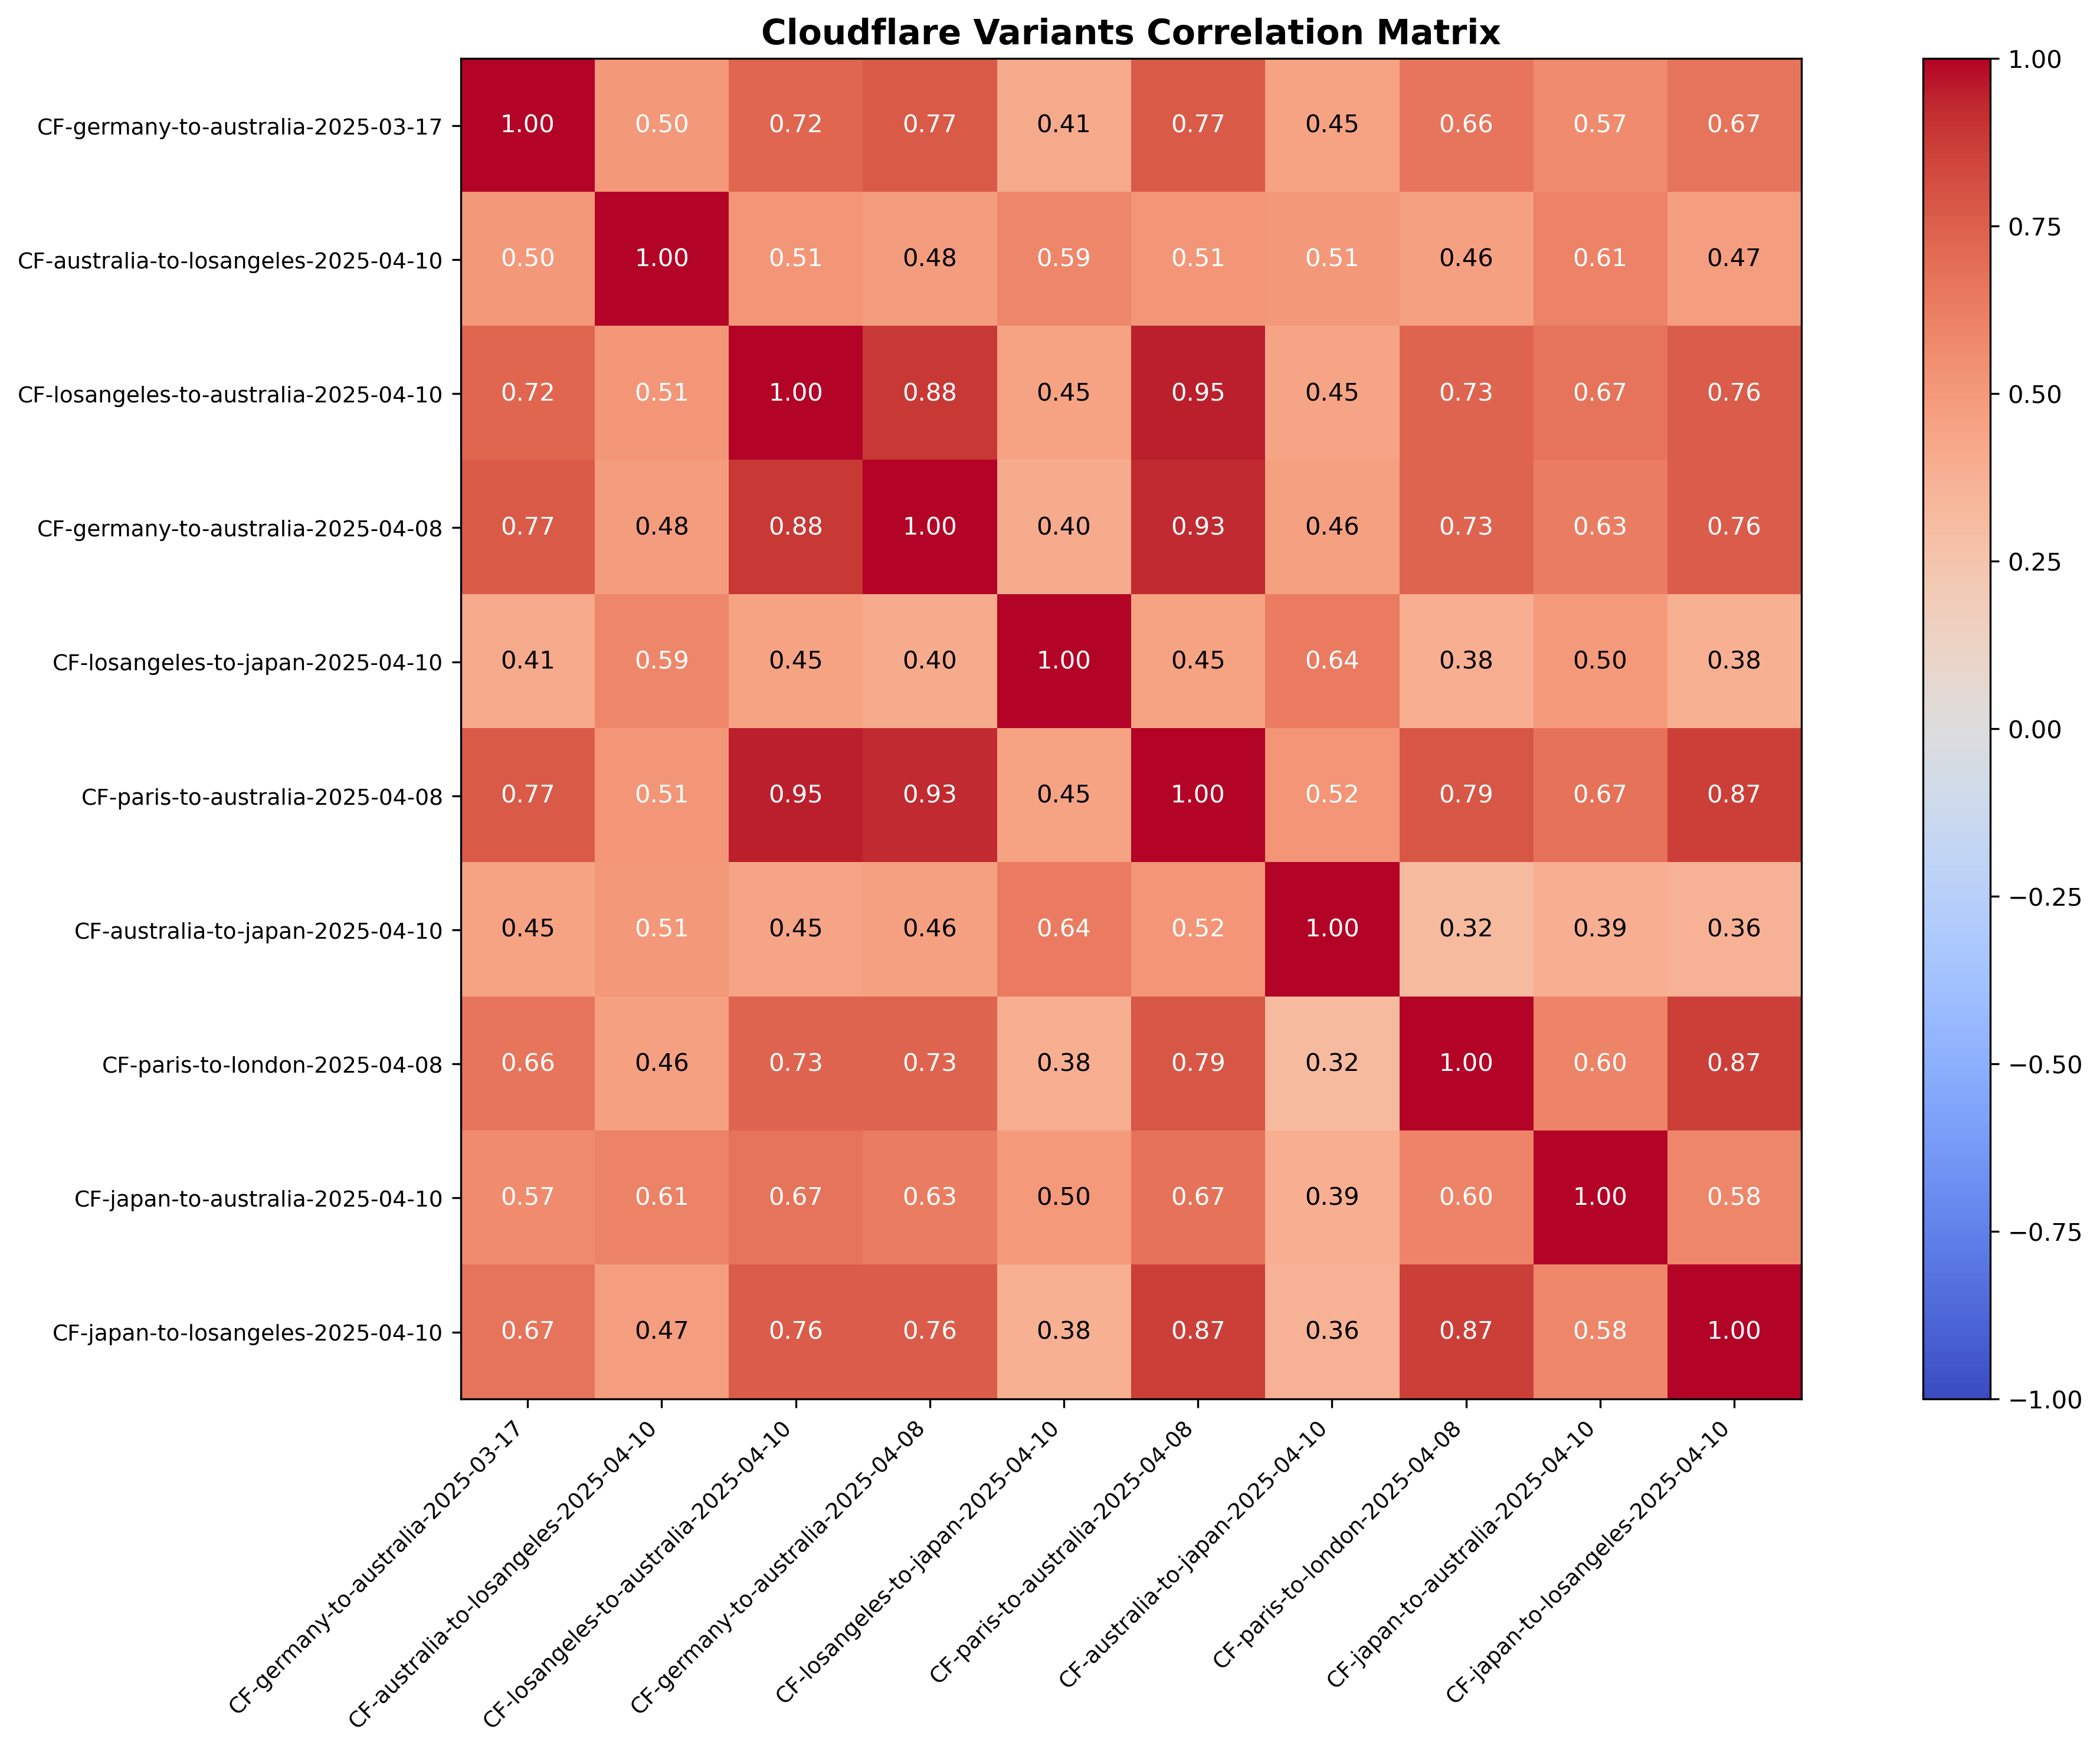 Cloudflare Variants Correlation Matrix
CF-germany-to-australia-2025-03-17 1.00 0.50 0.72 0.77 0.41 0.77 0.45 0.66 0.57 0.67
CF-australia-to-losangeles-2025-04-10 0.50 1.00 0.51 0.48 0.59 0.51 0.51 0.46 0.61 0.47
CF-losangeles-to-australia-2025-04-10 0.72 0.51 1.00 0.88 0.45 0.95 0.45 0.73 0.67 0.76
CF-germany-to-australia-2025-04-08 0.77 0.48 0.88 1.00 0.40 0.93 0.46 0.73 0.63 0.76
CF-losangeles-to-japan-2025-04-10 0.41 0.59 0.45 0.40 1.00 0.45 0.64 0.38 0.50 0.38
CF-paris-to-australia-2025-04-08 0.77 0.51 0.95 0.93 0.45 1.00 0.52 0.79 0.67 0.87
CF-australia-to-japan-2025-04-10 0.45 0.51 0.45 0.46 0.64 0.52 1.00 0.32 0.39 0.36
CF-paris-to-london-2025-04-08 0.66 0.46 0.73 0.73 0.38 0.79 0.32 1.00 0.60 0.87
CF-japan-to-australia-2025-04-10 0.57 0.61 0.67 0.63 0.50 0.67 0.39 0.60 1.00 0.58
CF-japan-to-losangeles-2025-04-10 0.67 0.47 0.76 0.76 0.38 0.87 0.36 0.87 0.58 1.00
CF-germany-to-australia-2025-03-17
CF-australia-to-losangeles-2025-04-10
CF-losangeles-to-australia-2025-04-10
CF-germany-to-australia-2025-04-08
CF-losangeles-to-japan-2025-04-10
CF-paris-to-australia-2025-04-08
CF-australia-to-japan-2025-04-10
CF-paris-to-london-2025-04-08
CF-japan-to-australia-2025-04-10
CF-japan-to-losangeles-2025-04-10
1.00
0.75
0.50
0.25
0.00
−0.25
−0.50
−0.75
−1.00